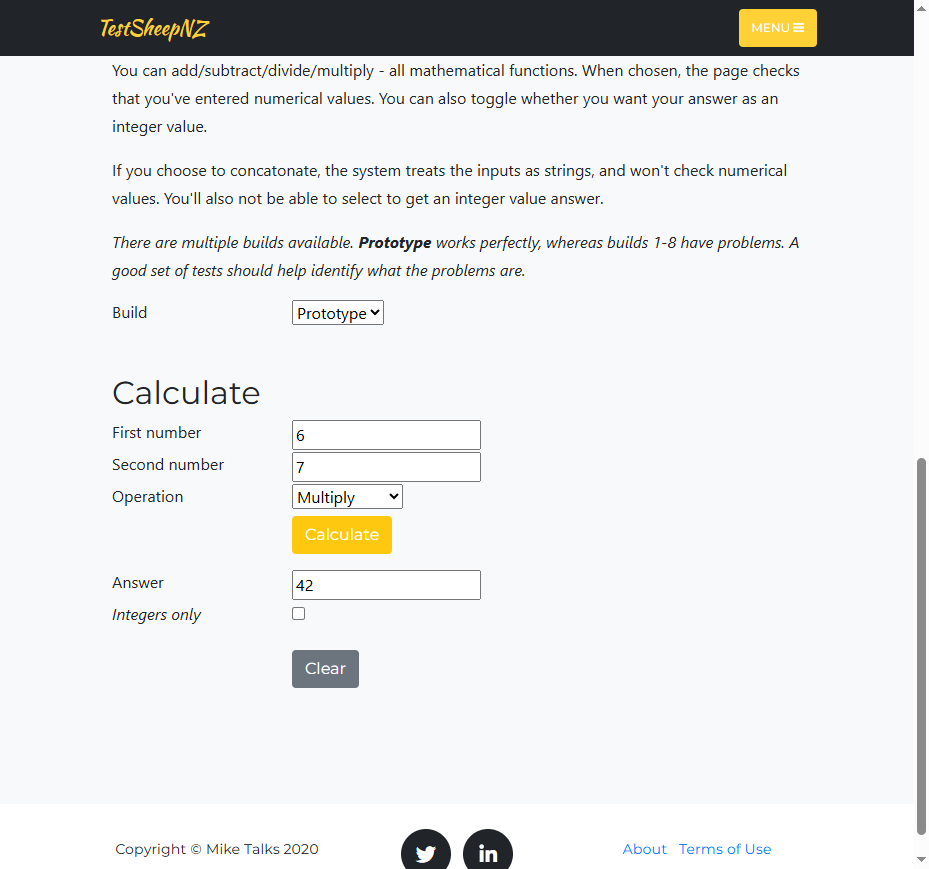 TestSheepNZ
MENU
You can add/subtract/divide/multiply - all mathematical functions. When chosen, the page checks
that you've entered numerical values. You can also toggle whether you want your answer as an
integer value.
If you choose to concatonate, the system treats the inputs as strings, and won't check numerical
values. You'll also not be able to select to get an integer value answer.
There are multiple builds available. Prototype works perfectly, whereas builds 1-8 have problems. A
good set of tests should help identify what the problems are.
Build Prototype
Calculate
First number 6
Second number 7
Operation Multiply
Calculate
Answer 42
Integers only
Clear
Copyright © Mike Talks 2020 in About Terms of Use